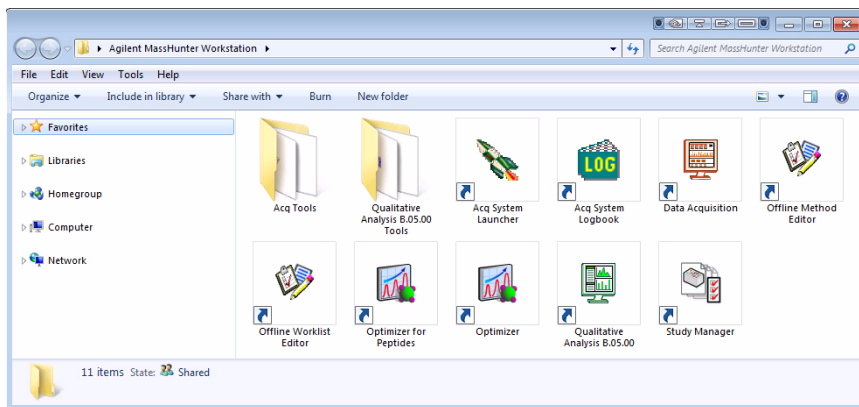 Agilent MassHunter Workstation
Search Agilent MassHunter Workstation
File Edit View Tools Help
Organize Include in library Share with Burn New folder
Favorites
Libraries
Homegroup
Computer
Network
Acq Tools
Qualitative
Analysis B.05.00
Tools
Acq System
Launcher
LOG
Acq System
Logbook
Data Acquisition
Offline Method
Editor
Offline Worklist
Editor
Optimizer for
Peptides
Optimizer
Qualitative
Analysis B.05.00
Study Manager
11 items State: Shared